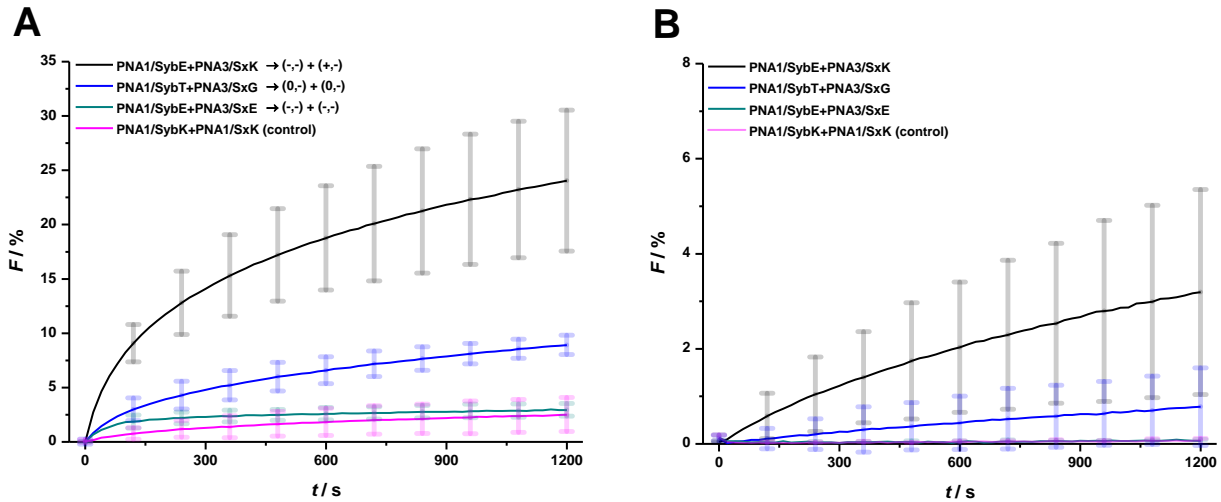 A
PNA1/SybE+PNA3/SxK → (-,-) + (+,-)
PNA1/SybT+PNA3/SxG → (0,-) + (0,-)
PNA1/SybE+PNA3/SxE → (-,-) + (-,-)
PNA1/SybK+PNA1/SxK (control)
35
30
25
20
15
10
5
0
F / %
0 300 600 900 1200
t / s
B
PNA1/SybE+PNA3/SxK
PNA1/SybT+PNA3/SxG
PNA1/SybE+PNA3/SxE
PNA1/SybK+PNA1/SxK (control)
8
6
4
2
0
F / %
0 300 600 900 1200
t / s